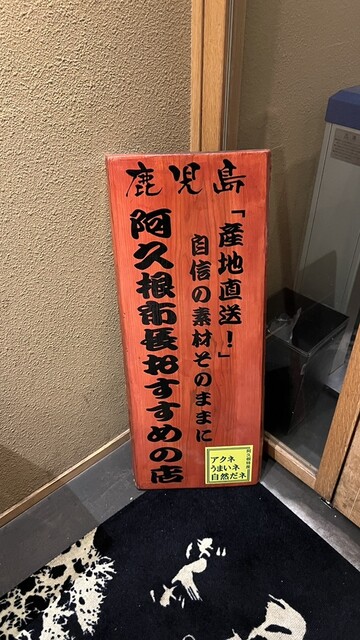 鹿児島
「産地直送！」
自信の素材そのままに
阿久根市長おすすめの店
アクネ
うまいネ
自然だネ